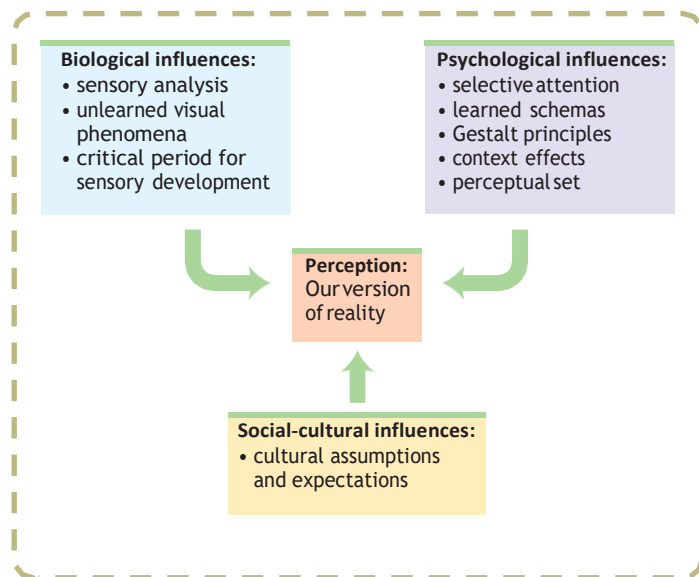 Biological influences:
• sensory analysis
• unlearned visual
phenomena
• critical period for
sensory development
Psychological influences:
• selective attention
• learned schemas
• Gestalt principles
• context effects
• perceptual set
Perception:
Our version
of reality
Social-cultural influences:
• cultural assumptions
and expectations